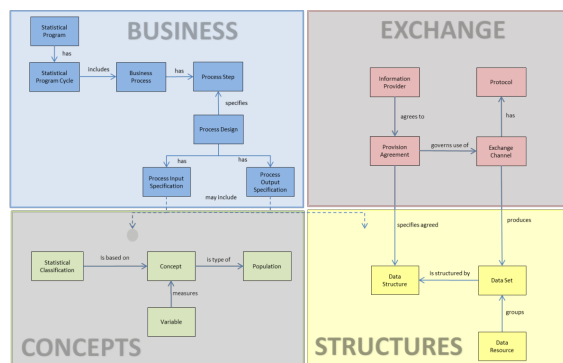 BUSINESS
Statistical
Program
has
Statistical
Program Cycle
includes
Business
Process
has
Process Step
specifies
Process Design
has
has
Process Input
Specification
Process
Output
Specification
may include
EXCHANGE
Information
Provider
Protocol
agrees to
has
Provision
Agreement
governs use of
Exchange
Channel
specifies agreed
produces
Statistical
Classification
is based on
Concept
is type of
Population
measures
Variable
CONCEPTS
Data
Structure
is structured by
Data Set
groups
Data
Resource
STRUCTURES